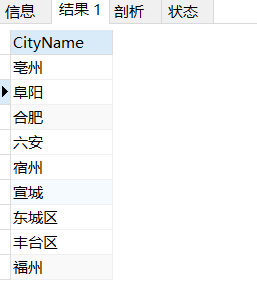 信息 结果 1 剖析 状态
CityName
亳州
阜阳
合肥
六安
宿州
宣城
东城区
丰台区
福州